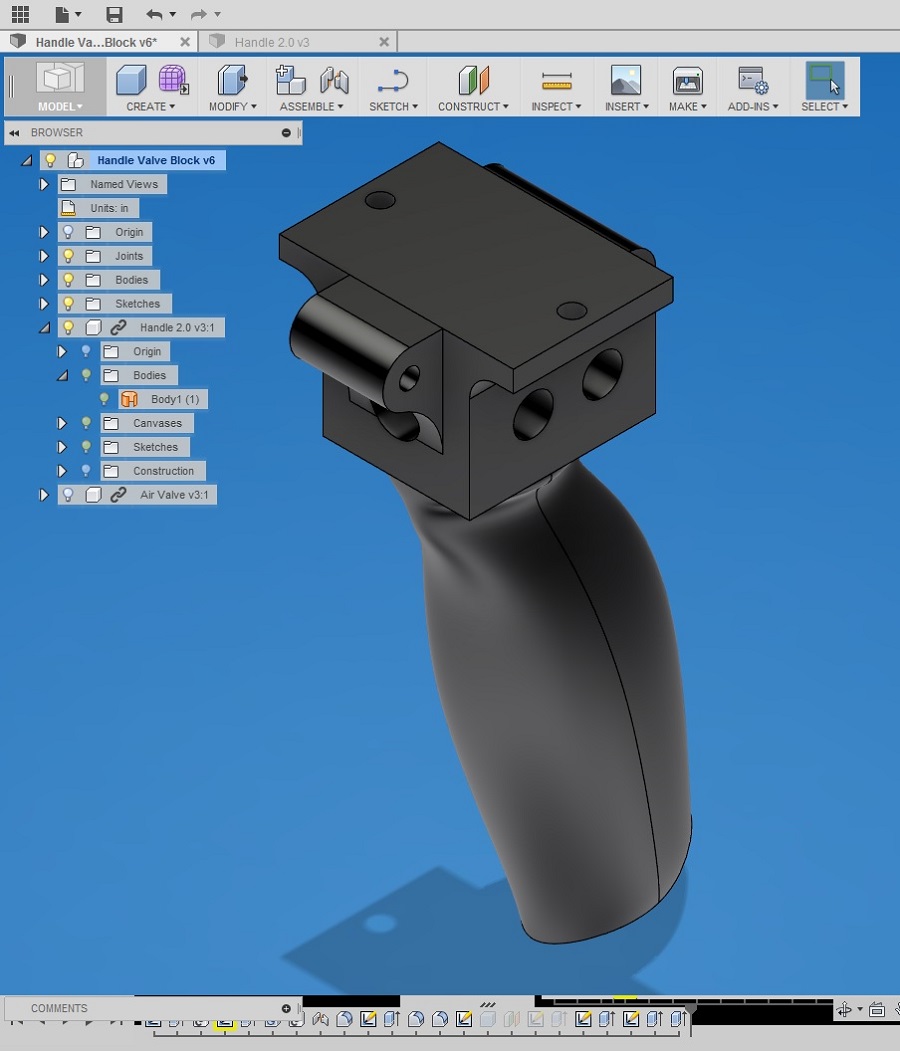 Handle Va...Block v6*
Handle 2.0 v3
MODEL
CREATE
MODIFY
ASSEMBLE
SKETCH
CONSTRUCT
INSPECT
INSERT
MAKE
ADD-INS
SELECT
BROWSER
Handle Valve Block v6
Named Views
Units: in
Origin
Joints
Bodies
Sketches
Handle 2.0 v3:1
Origin
Bodies
Body1 (1)
Canvases
Sketches
Construction
Air Valve v3:1
COMMENTS